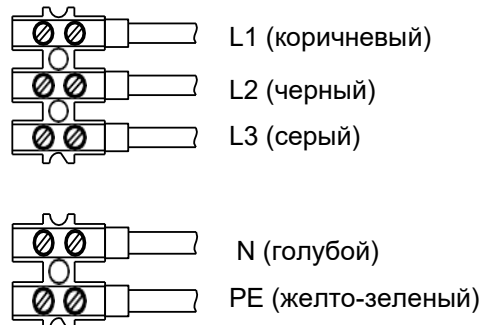 L1 (коричневый)
L2 (черный)
L3 (серый)
N (голубой)
PE (желто-зеленый)